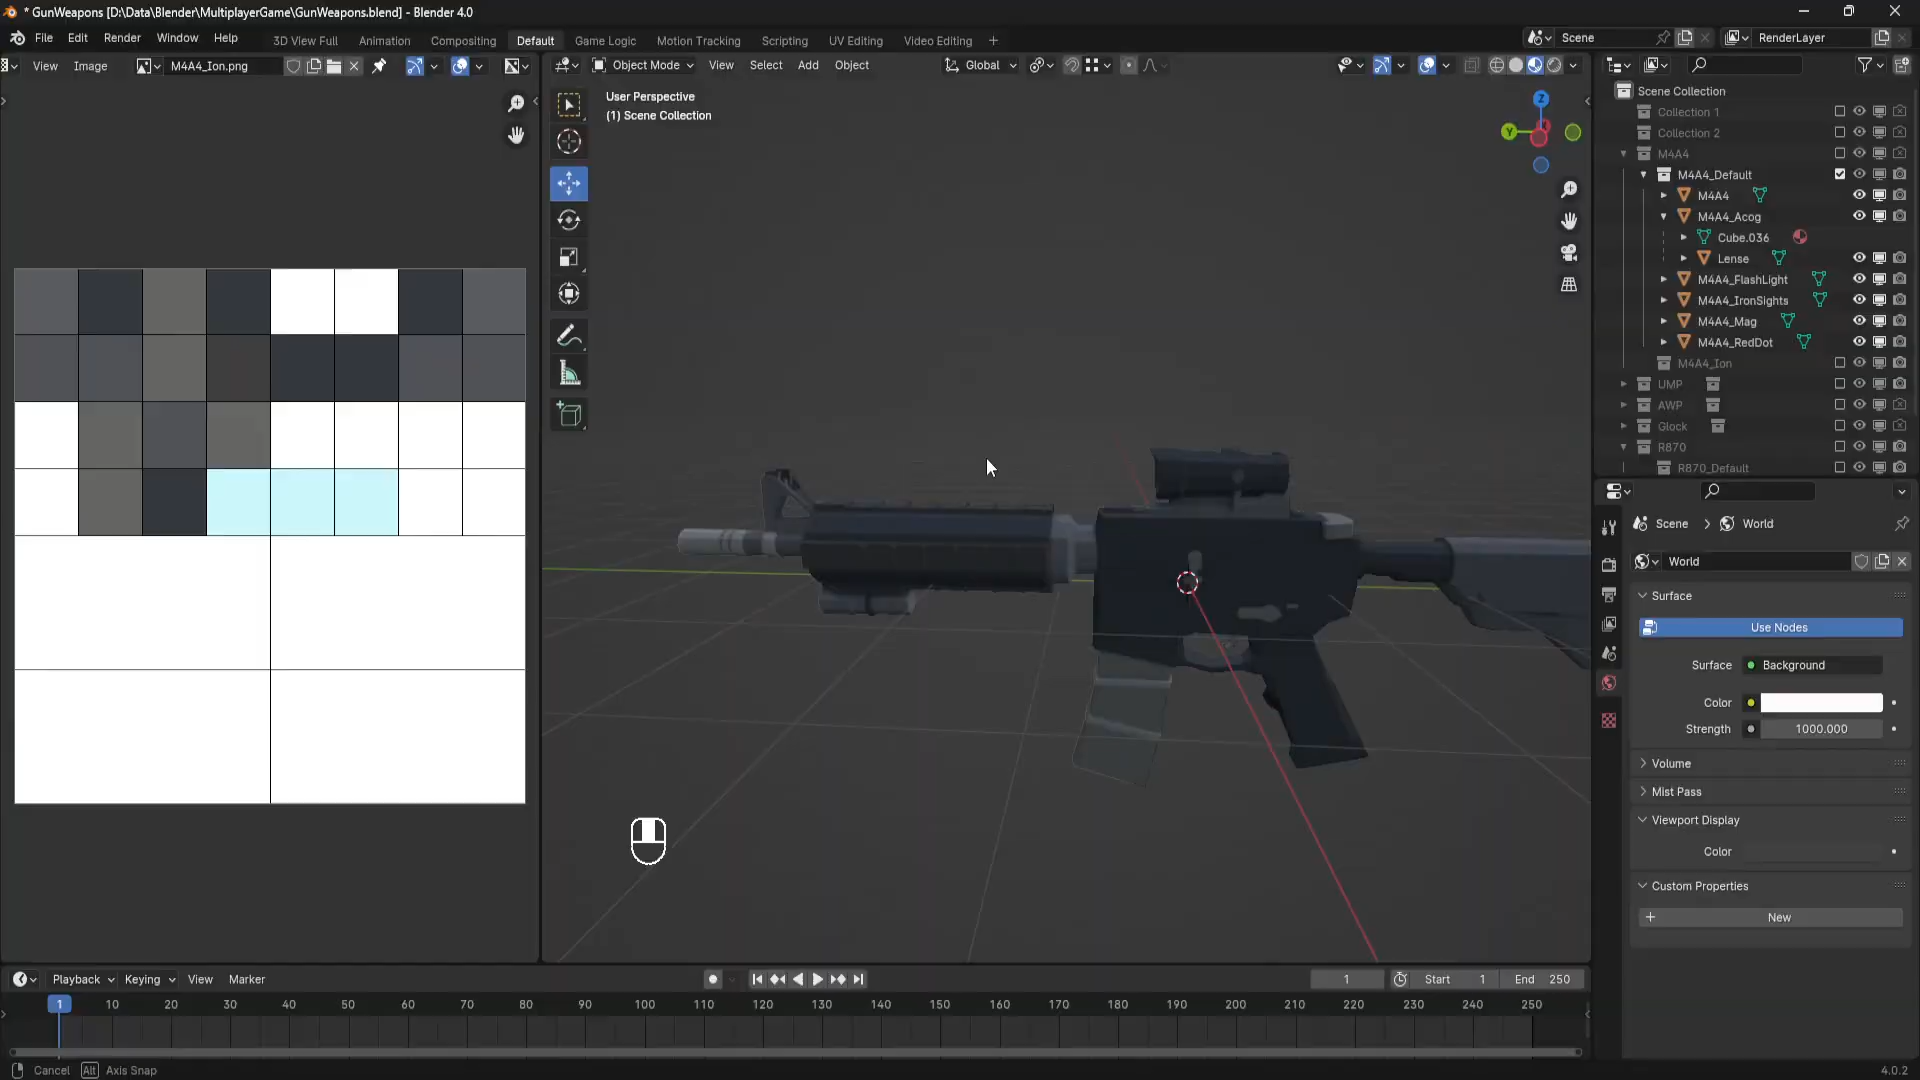 * GunWeapons [D:\Data\Blender\MultiplayerGame\GunWeapons.blend] - Blender 4.0
File Edit Render Window Help 3D View Full Animation Compositing Default Game Logic Motion Tracking Scripting UV Editing Video Editing + Scene RenderLayer
View Image M4A4_Ion.png Object Mode View Select Add Object Global
User Perspective
(1) Scene Collection
Z
Y
Scene Collection
Collection 1
Collection 2
M4A4
M4A4_Default
M4A4
M4A4_Acog
Cube.036
Lense
M4A4_FlashLight
M4A4_IronSights
M4A4_Mag
M4A4_RedDot
M4A4_Ion
UMP
AWP
Glock
R870
R870_Default
Scene > World
World
Surface
Use Nodes
Surface Background
Color
Strength 1000.000
Volume
Mist Pass
Viewport Display
Color
Custom Properties
+ New
Playback Keying View Marker 1 Start 1 End 250
1 10 20 30 40 50 60 70 80 90 100 110 120 130 140 150 160 170 180 190 200 210 220 230 240 250
Cancel Alt Axis Snap 4.0.2